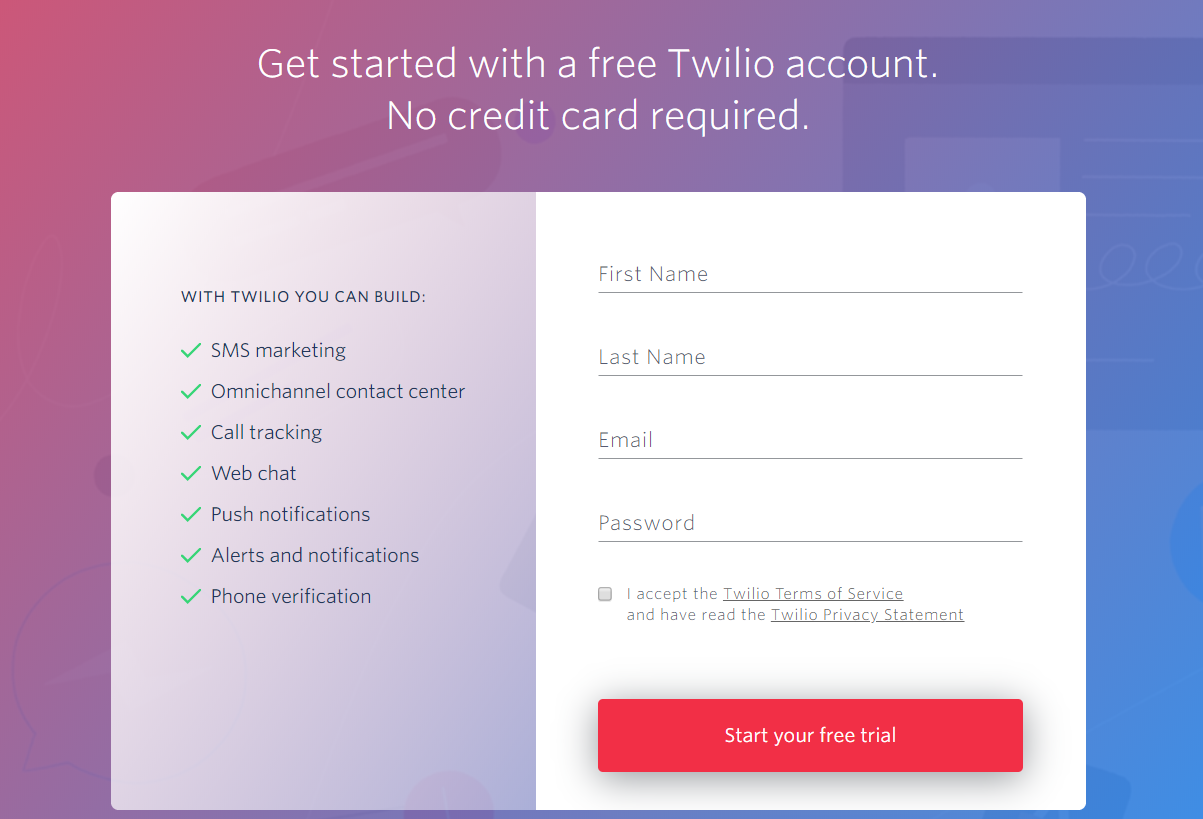 Get started with a free Twilio account.
No credit card required.
WITH TWILIO YOU CAN BUILD:
SMS marketing
Omnichannel contact center
Call tracking
Web chat
Push notifications
Alerts and notifications
Phone verification
First Name
Last Name
Email
Password
I accept the Twilio Terms of Service
and have read the Twilio Privacy Statement
Start your free trial